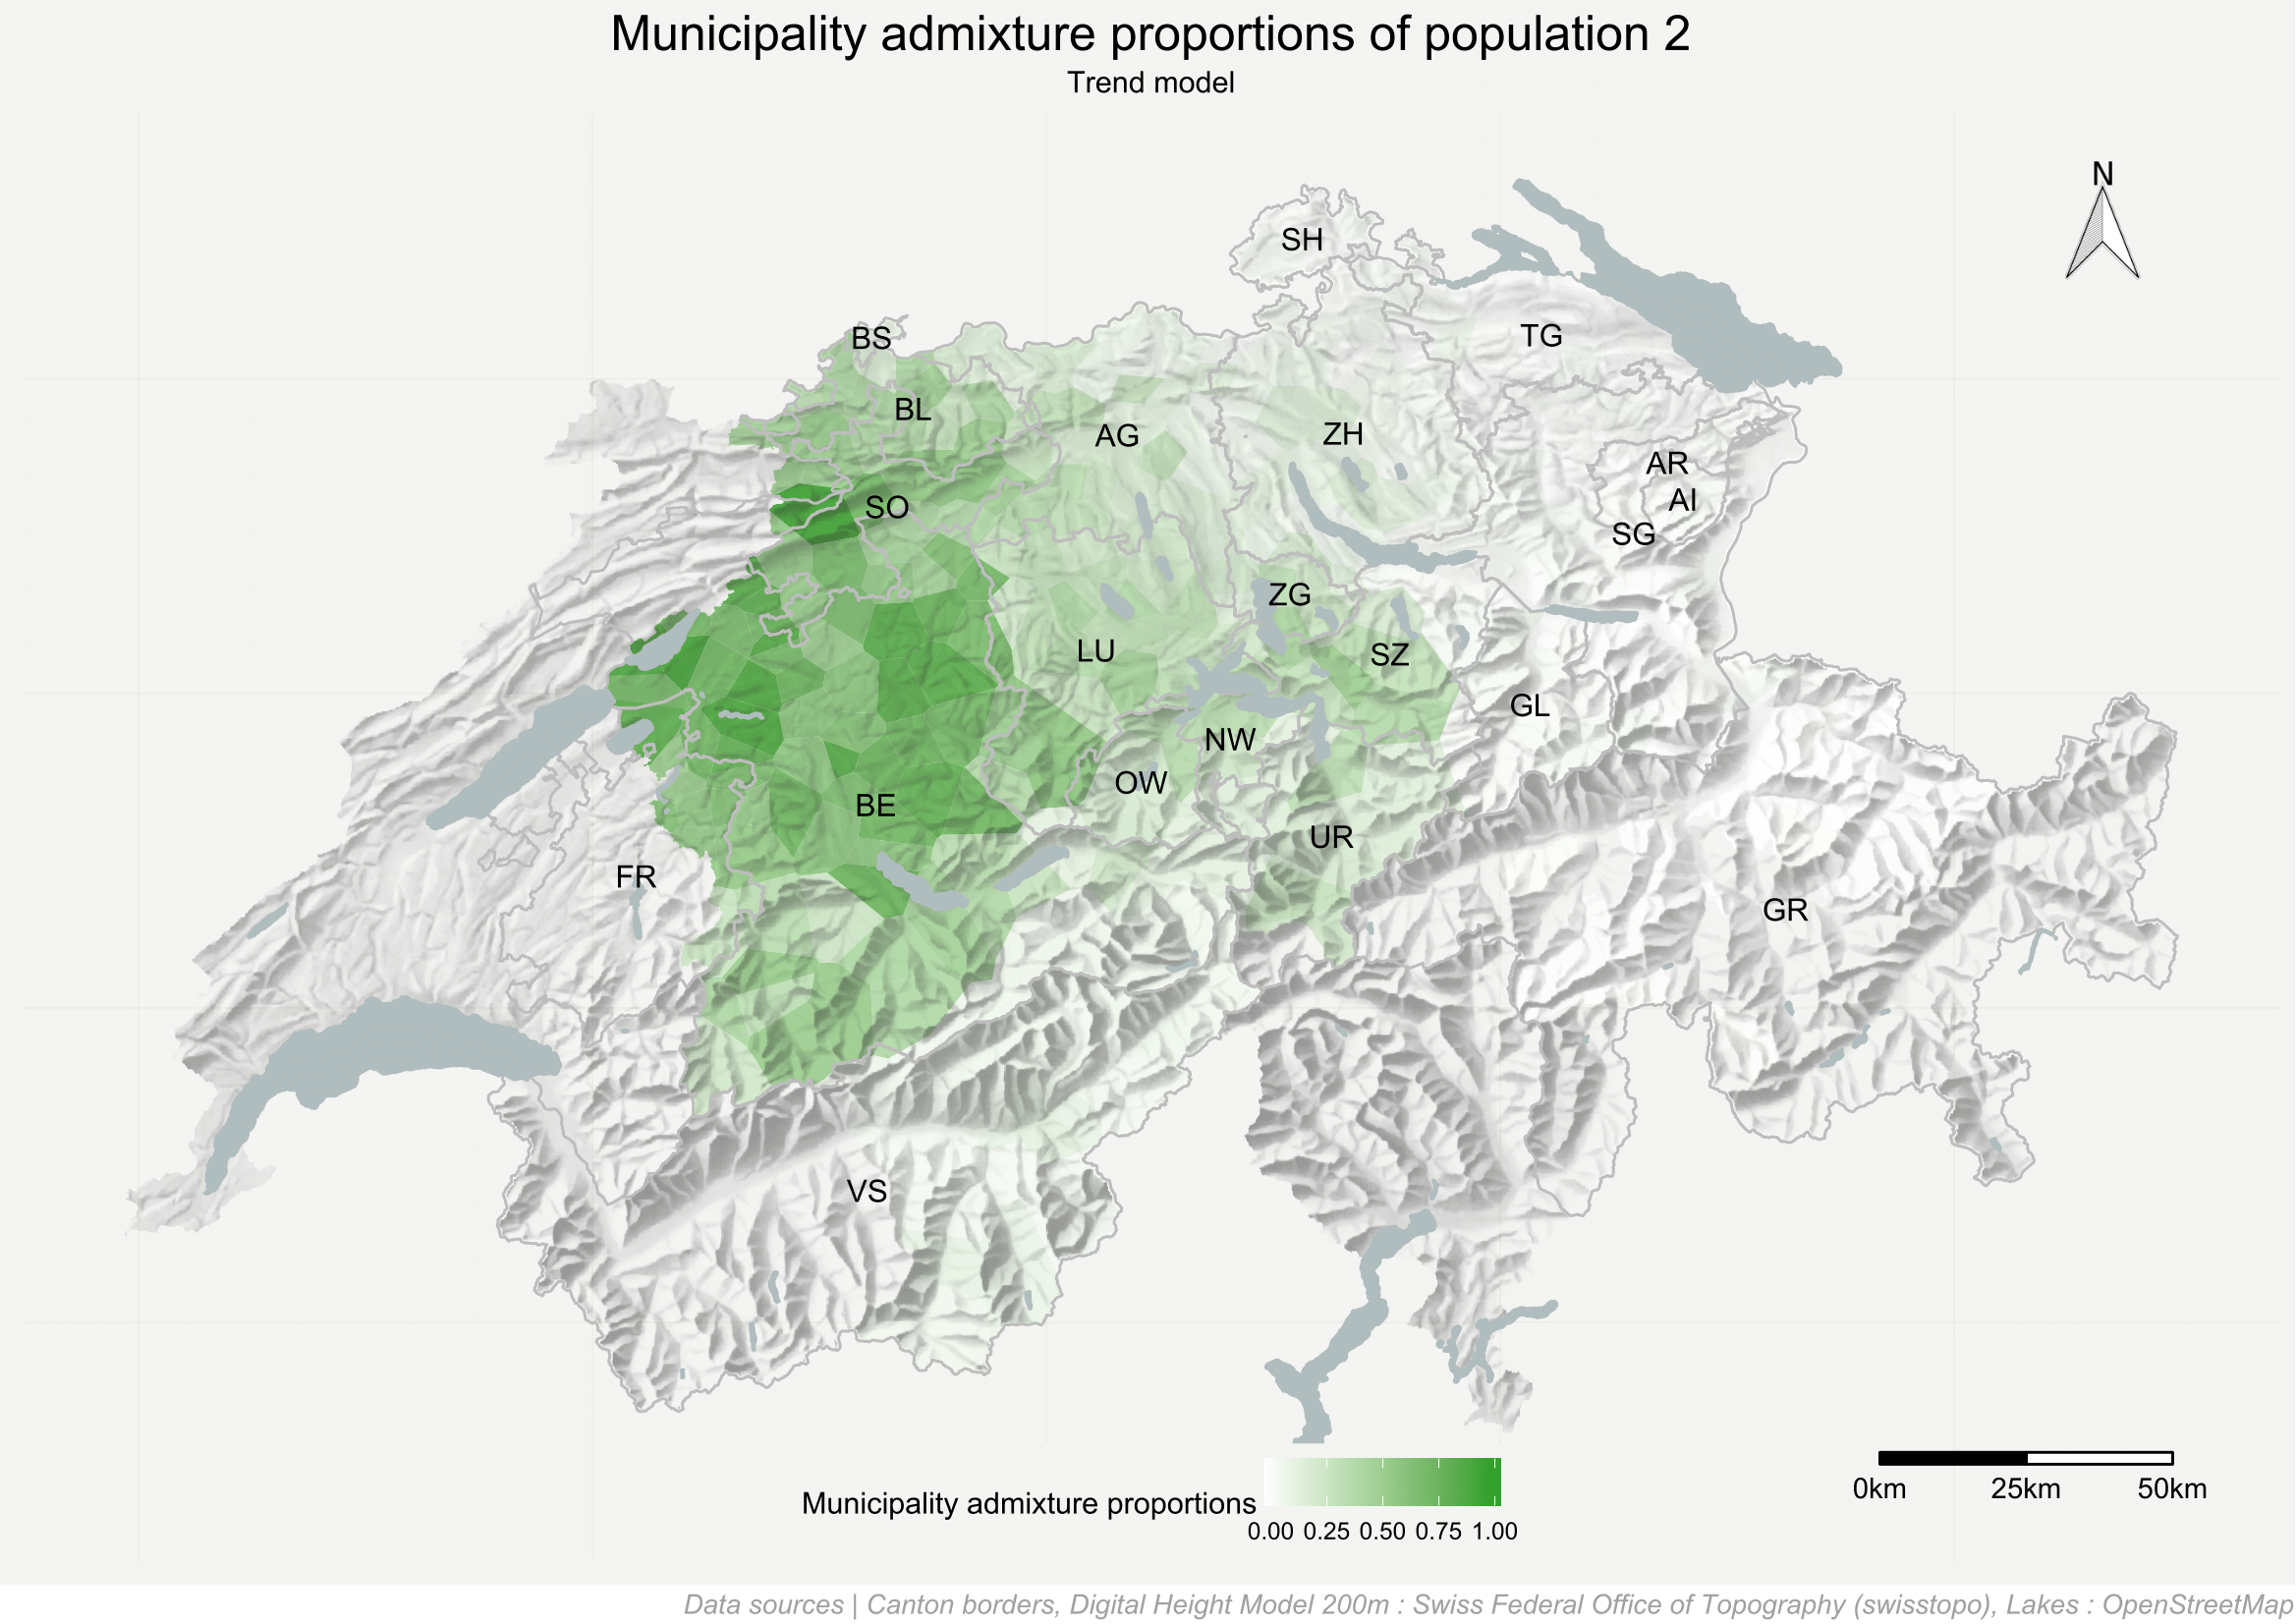 Municipality admixture proportions of population 2
Trend model
N
SH
BS
TG
BL
AG
ZH
AR
AI
SO
SG
ZG
LU
SZ
GL
NW
OW
BE
UR
FR
GR
VS
Municipality admixture proportions
0.00 0.25 0.50 0.75 1.00
0km 25km 50km
Data sources | Canton borders, Digital Height Model 200m : Swiss Federal Office of Topography (swisstopo), Lakes : OpenStreetMap